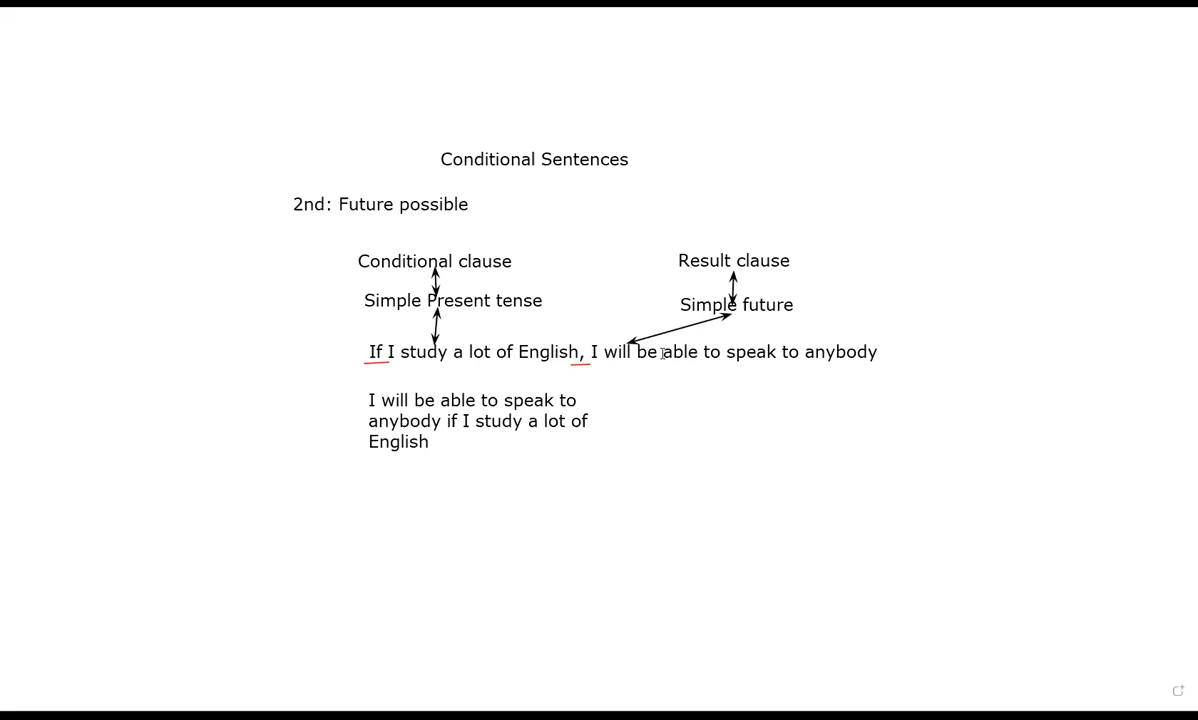 Conditional Sentences
2nd: Future possible
Conditional clause
Result clause
Simple Present tense
Simple future
If I study a lot of English, I will be able to speak to anybody
I will be able to speak to
anybody if I study a lot of
English